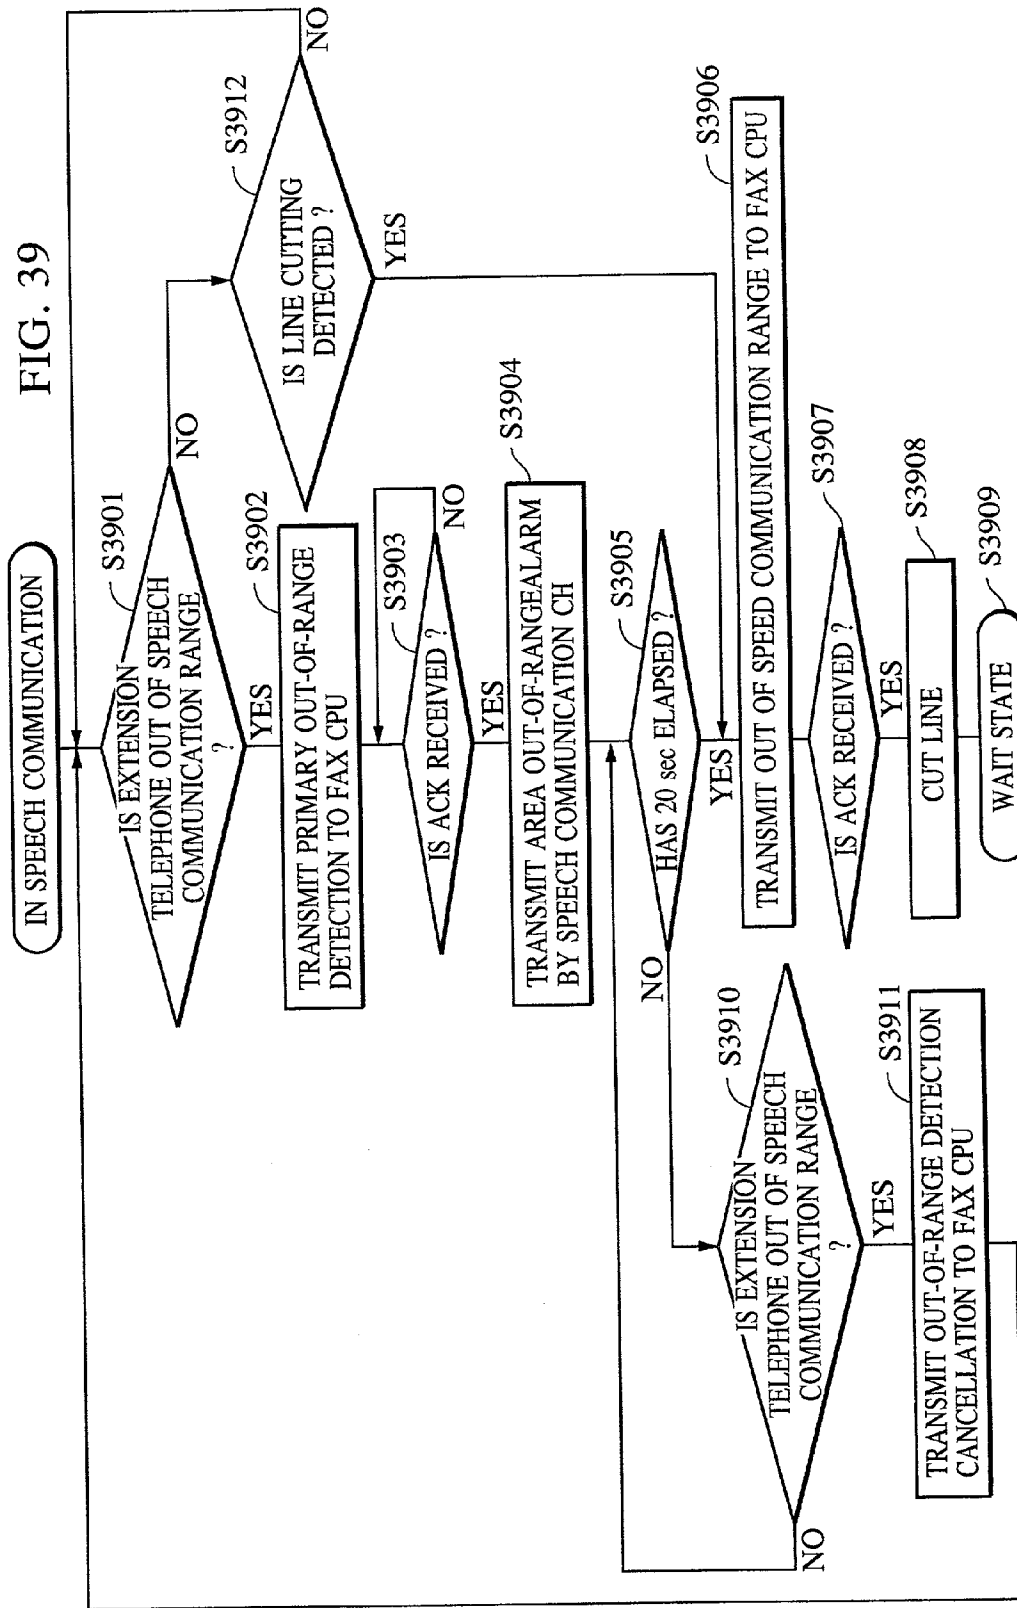 FIG. 39
IN SPEECH COMMUNICATION
S3901
IS EXTENSION
TELEPHONE OUT OF SPEECH
COMMUNICATION RANGE
?
NO
YES
S3912
IS LINE CUTTING
DETECTED ?
NO
YES
S3902
TRANSMIT PRIMARY OUT-OF-RANGE
DETECTION TO FAX CPU
S3903
IS ACK RECEIVED ?
NO
YES
S3904
TRANSMIT AREA OUT-OF-RANGEALARM
BY SPEECH COMMUNICATION CH
S3905
HAS 20 sec ELAPSED ?
NO
YES
S3906
TRANSMIT OUT OF SPEED COMMUNICATION RANGE TO FAX CPU
S3907
IS ACK RECEIVED ?
YES
S3908
CUT LINE
S3909
WAIT STATE
S3910
IS EXTENSION
TELEPHONE OUT OF SPEECH
COMMUNICATION RANGE
?
NO
YES
S3911
TRANSMIT OUT-OF-RANGE DETECTION
CANCELLATION TO FAX CPU